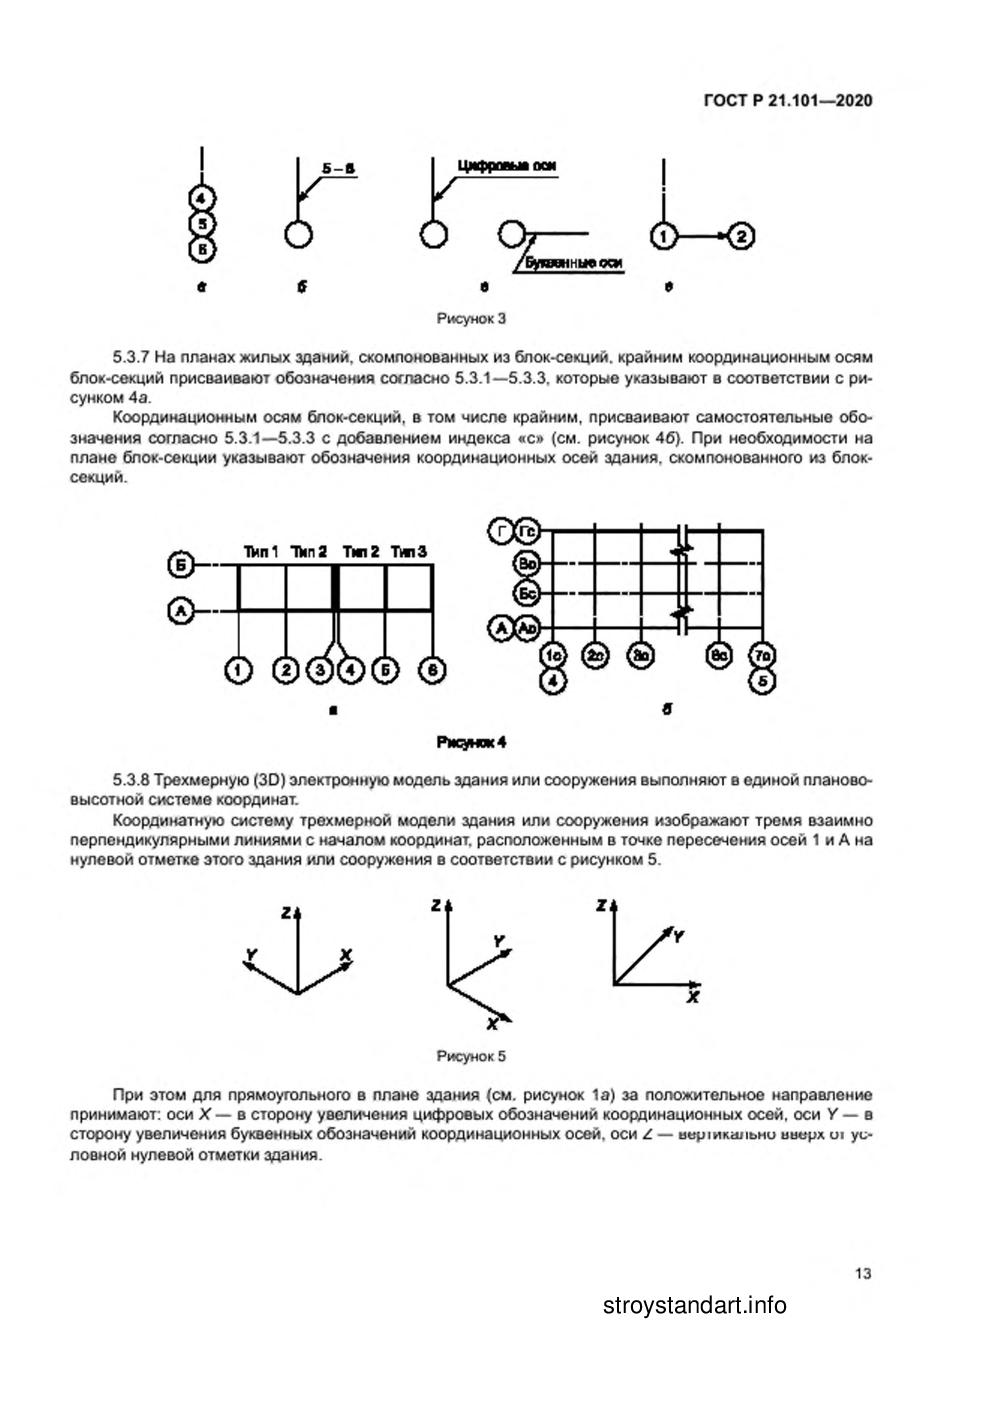 ГОСТ Р 21.101—2020
Б – В
Цифровые оси
4
5
6
1
2
Буквенные оси
а
б
в
Рисунок 3
5.3.7 На планах жилых зданий, скомпонованных из блок-секций, крайним координационным осям
блок-секций присваивают обозначения согласно 5.3.1—5.3.3, которые указывают в соответствии с ри-
сунком 4а.
Координационным осям блок-секций, в том числе крайним, присваивают самостоятельные обо-
значения согласно 5.3.1—5.3.3 с добавлением индекса «с» (см. рисунок 4б). При необходимости на
плане блок-секции указывают обозначения координационных осей здания, скомпонованного из блок-
секций.
Тип 1 Тип 2 Тип 2 Тип 3
Б
А
1 2 3 4 5 6
а
Г Гс
Вс
Бс
А Ас
1с 2с 3с 6с 7с
4 5
б
Рисунок 4
5.3.8 Трехмерную (3D) электронную модель здания или сооружения выполняют в единой планово-
высотной системе координат.
Координатную систему трехмерной модели здания или сооружения изображают тремя взаимно
перпендикулярными линиями с началом координат, расположенным в точке пересечения осей 1 и А на
нулевой отметке этого здания или сооружения в соответствии с рисунком 5.
Z Y X
Z Y X
Z Y X
Рисунок 5
При этом для прямоугольного в плане здания (см. рисунок 1а) за положительное направление
принимают: оси X — в сторону увеличения цифровых обозначений координационных осей, оси Y — в
сторону увеличения буквенных обозначений координационных осей, оси Z — вертикально вверх от ус-
ловной нулевой отметки здания.
13
stroystandart.info